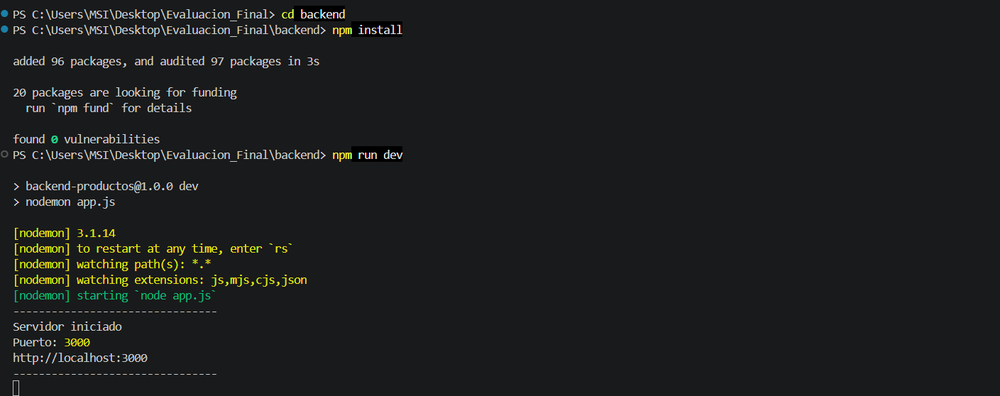 PS C:\Users\MSI\Desktop\Evaluacion_Final> cd backend
PS C:\Users\MSI\Desktop\Evaluacion_Final\backend> npm install
added 96 packages, and audited 97 packages in 3s
20 packages are looking for funding
  run `npm fund` for details
found 0 vulnerabilities
PS C:\Users\MSI\Desktop\Evaluacion_Final\backend> npm run dev
> backend-productos@1.0.0 dev
> nodemon app.js
[nodemon] 3.1.14
[nodemon] to restart at any time, enter `rs`
[nodemon] watching path(s): *.*
[nodemon] watching extensions: js,mjs,cjs,json
[nodemon] starting `node app.js`
--------------------------------
Servidor iniciado
Puerto: 3000
http://localhost:3000
--------------------------------